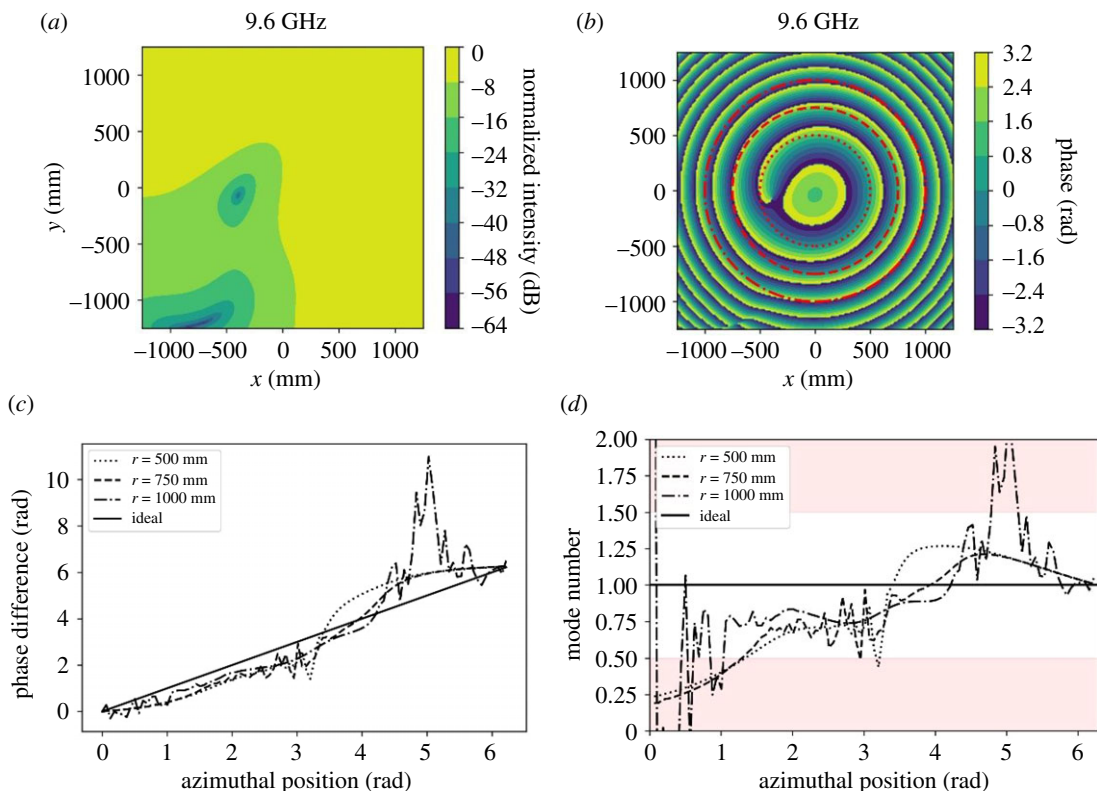 (a)
9.6 GHz
1000
500
0
–500
–1000
y (mm)
–1000 –500 0 500 1000
x (mm)
0
–8
–16
–24
–32
–40
–48
–56
–64
normalized intensity (dB)
(b)
9.6 GHz
1000
500
0
–500
–1000
–1000 –500 0 500 1000
x (mm)
3.2
2.4
1.6
0.8
0
–0.8
–1.6
–2.4
–3.2
phase (rad)
(c)
r = 500 mm
r = 750 mm
r = 1000 mm
ideal
10
8
6
4
2
0
phase difference (rad)
0 1 2 3 4 5 6
azimuthal position (rad)
(d)
r = 500 mm
r = 750 mm
r = 1000 mm
ideal
2.00
1.75
1.50
1.25
1.00
0.75
0.50
0.25
0
mode number
0 1 2 3 4 5 6
azimuthal position (rad)